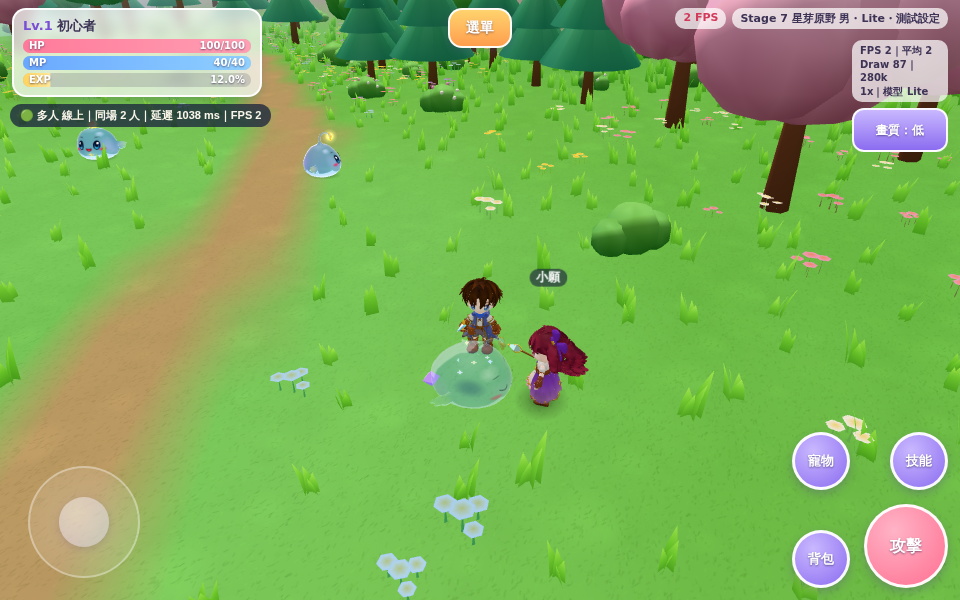 Lv.1 初心者
HP 100/100
MP 40/40
EXP 12.0%
🟢 多人 線上｜同場 2 人｜延遲 1038 ms｜FPS 2
選單
2 FPS
Stage 7 星芽原野 男・Lite・測試設定
FPS 2｜平均 2
Draw 87｜
280k
1x｜模型 Lite
畫質：低
小願
寵物
技能
背包
攻擊